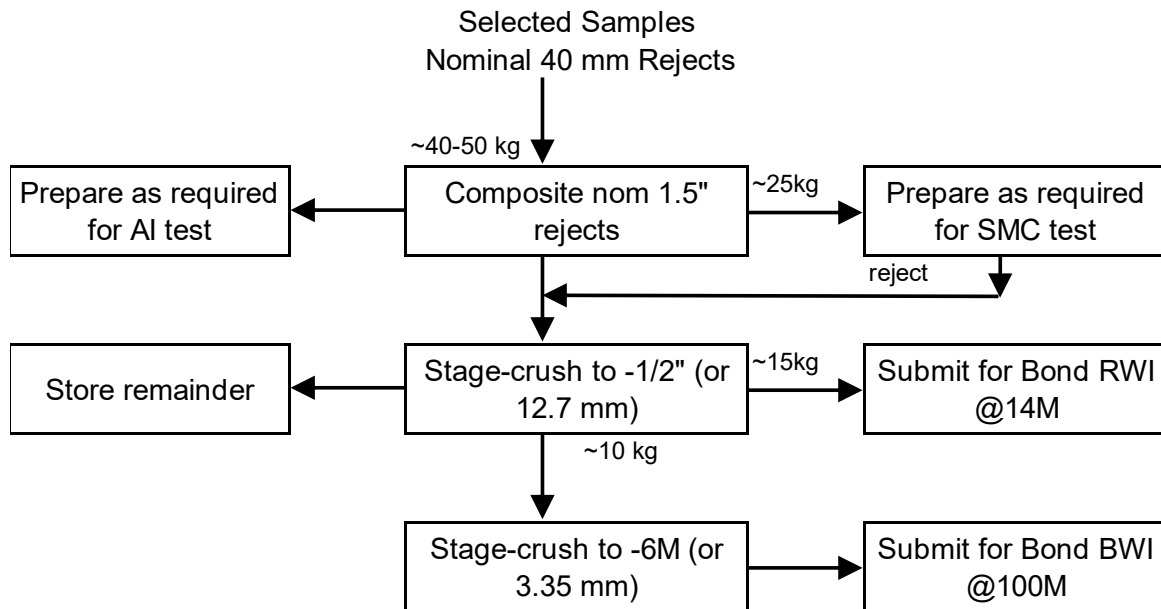 Selected Samples
Nominal 40 mm Rejects
~40-50 kg
Prepare as required
for AI test
Composite nom 1.5"
rejects
~25kg
Prepare as required
for SMC test
reject
Store remainder
Stage-crush to -1/2" (or
12.7 mm)
~15kg
Submit for Bond RWI
@14M
~10 kg
Stage-crush to -6M (or
3.35 mm)
Submit for Bond BWI
@100M